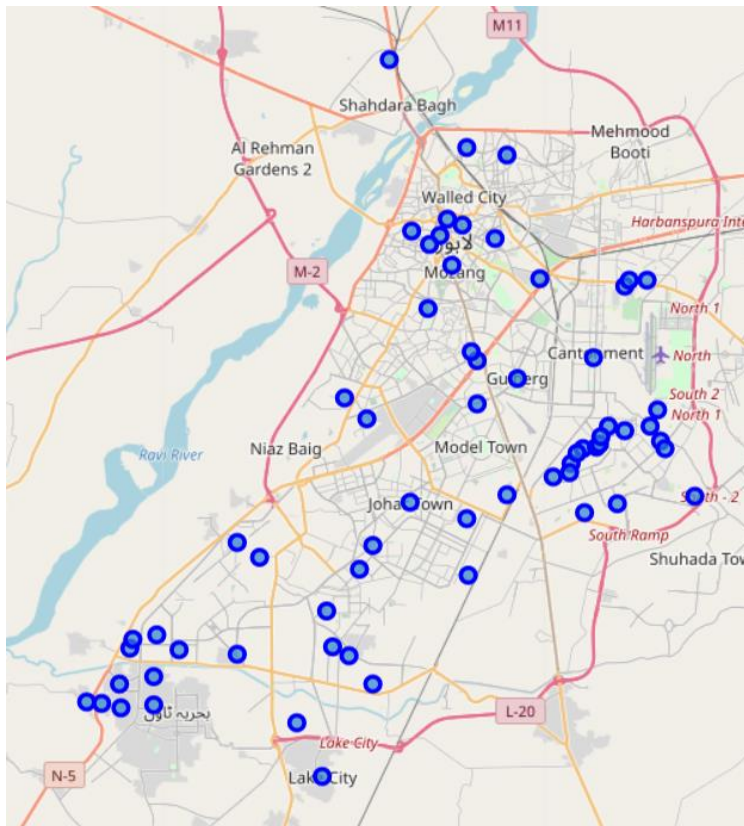 M11
Shahdara Bagh
Mehmood
Booti
Al Rehman
Gardens 2
Walled City
Harbanspura Inte
لاہور
Mozang
M-2
North 1
Cantonment
North
Gulberg
South 2
North 1
Niaz Baig
Model Town
Ravi River
Johar Town
South - 2
South Ramp
Shuhada Tow
بحریہ ٹاؤن
L-20
Lake City
N-5
Lake City